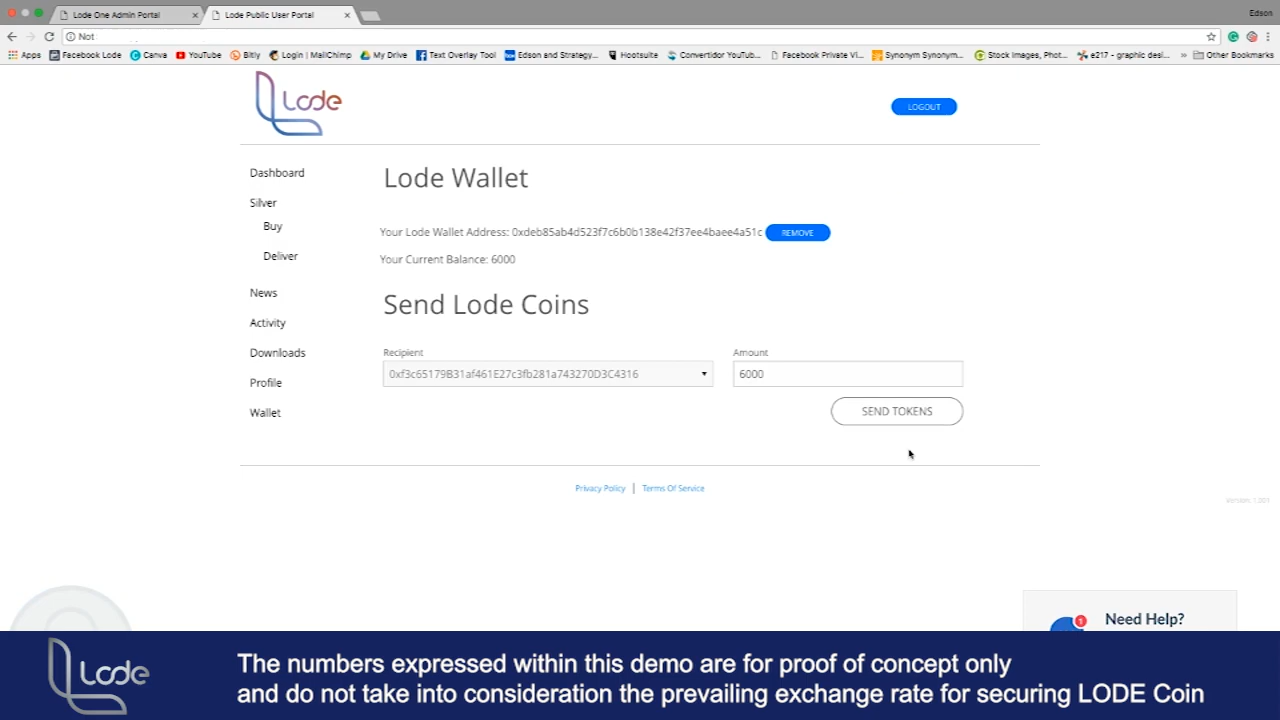 Lode One Admin Portal
Lode Public User Portal
Edson
Not
Apps Facebook Lode Canva YouTube Bitly Login | MailChimp My Drive Text Overlay Tool Edson and Strategy... Hootsuite Convertidor YouTub... Facebook Private Vi... Synonym Synonym... Stock Images, Phot... e217 - graphic desi... » Other Bookmarks
Lode
LOGOUT
Dashboard
Silver
Buy
Deliver
News
Activity
Downloads
Profile
Wallet
Lode Wallet
Your Lode Wallet Address: 0xdeb85ab4d523f7c6b0b138e42f37ee4baee4a51c REMOVE
Your Current Balance: 6000
Send Lode Coins
Recipient Amount
0xf3c65179B31af461E27c3fb281a743270D3C4316 6000
SEND TOKENS
Privacy Policy | Terms Of Service
Version: 1.001
Need Help?
1
Lode
The numbers expressed within this demo are for proof of concept only
and do not take into consideration the prevailing exchange rate for securing LODE Coin